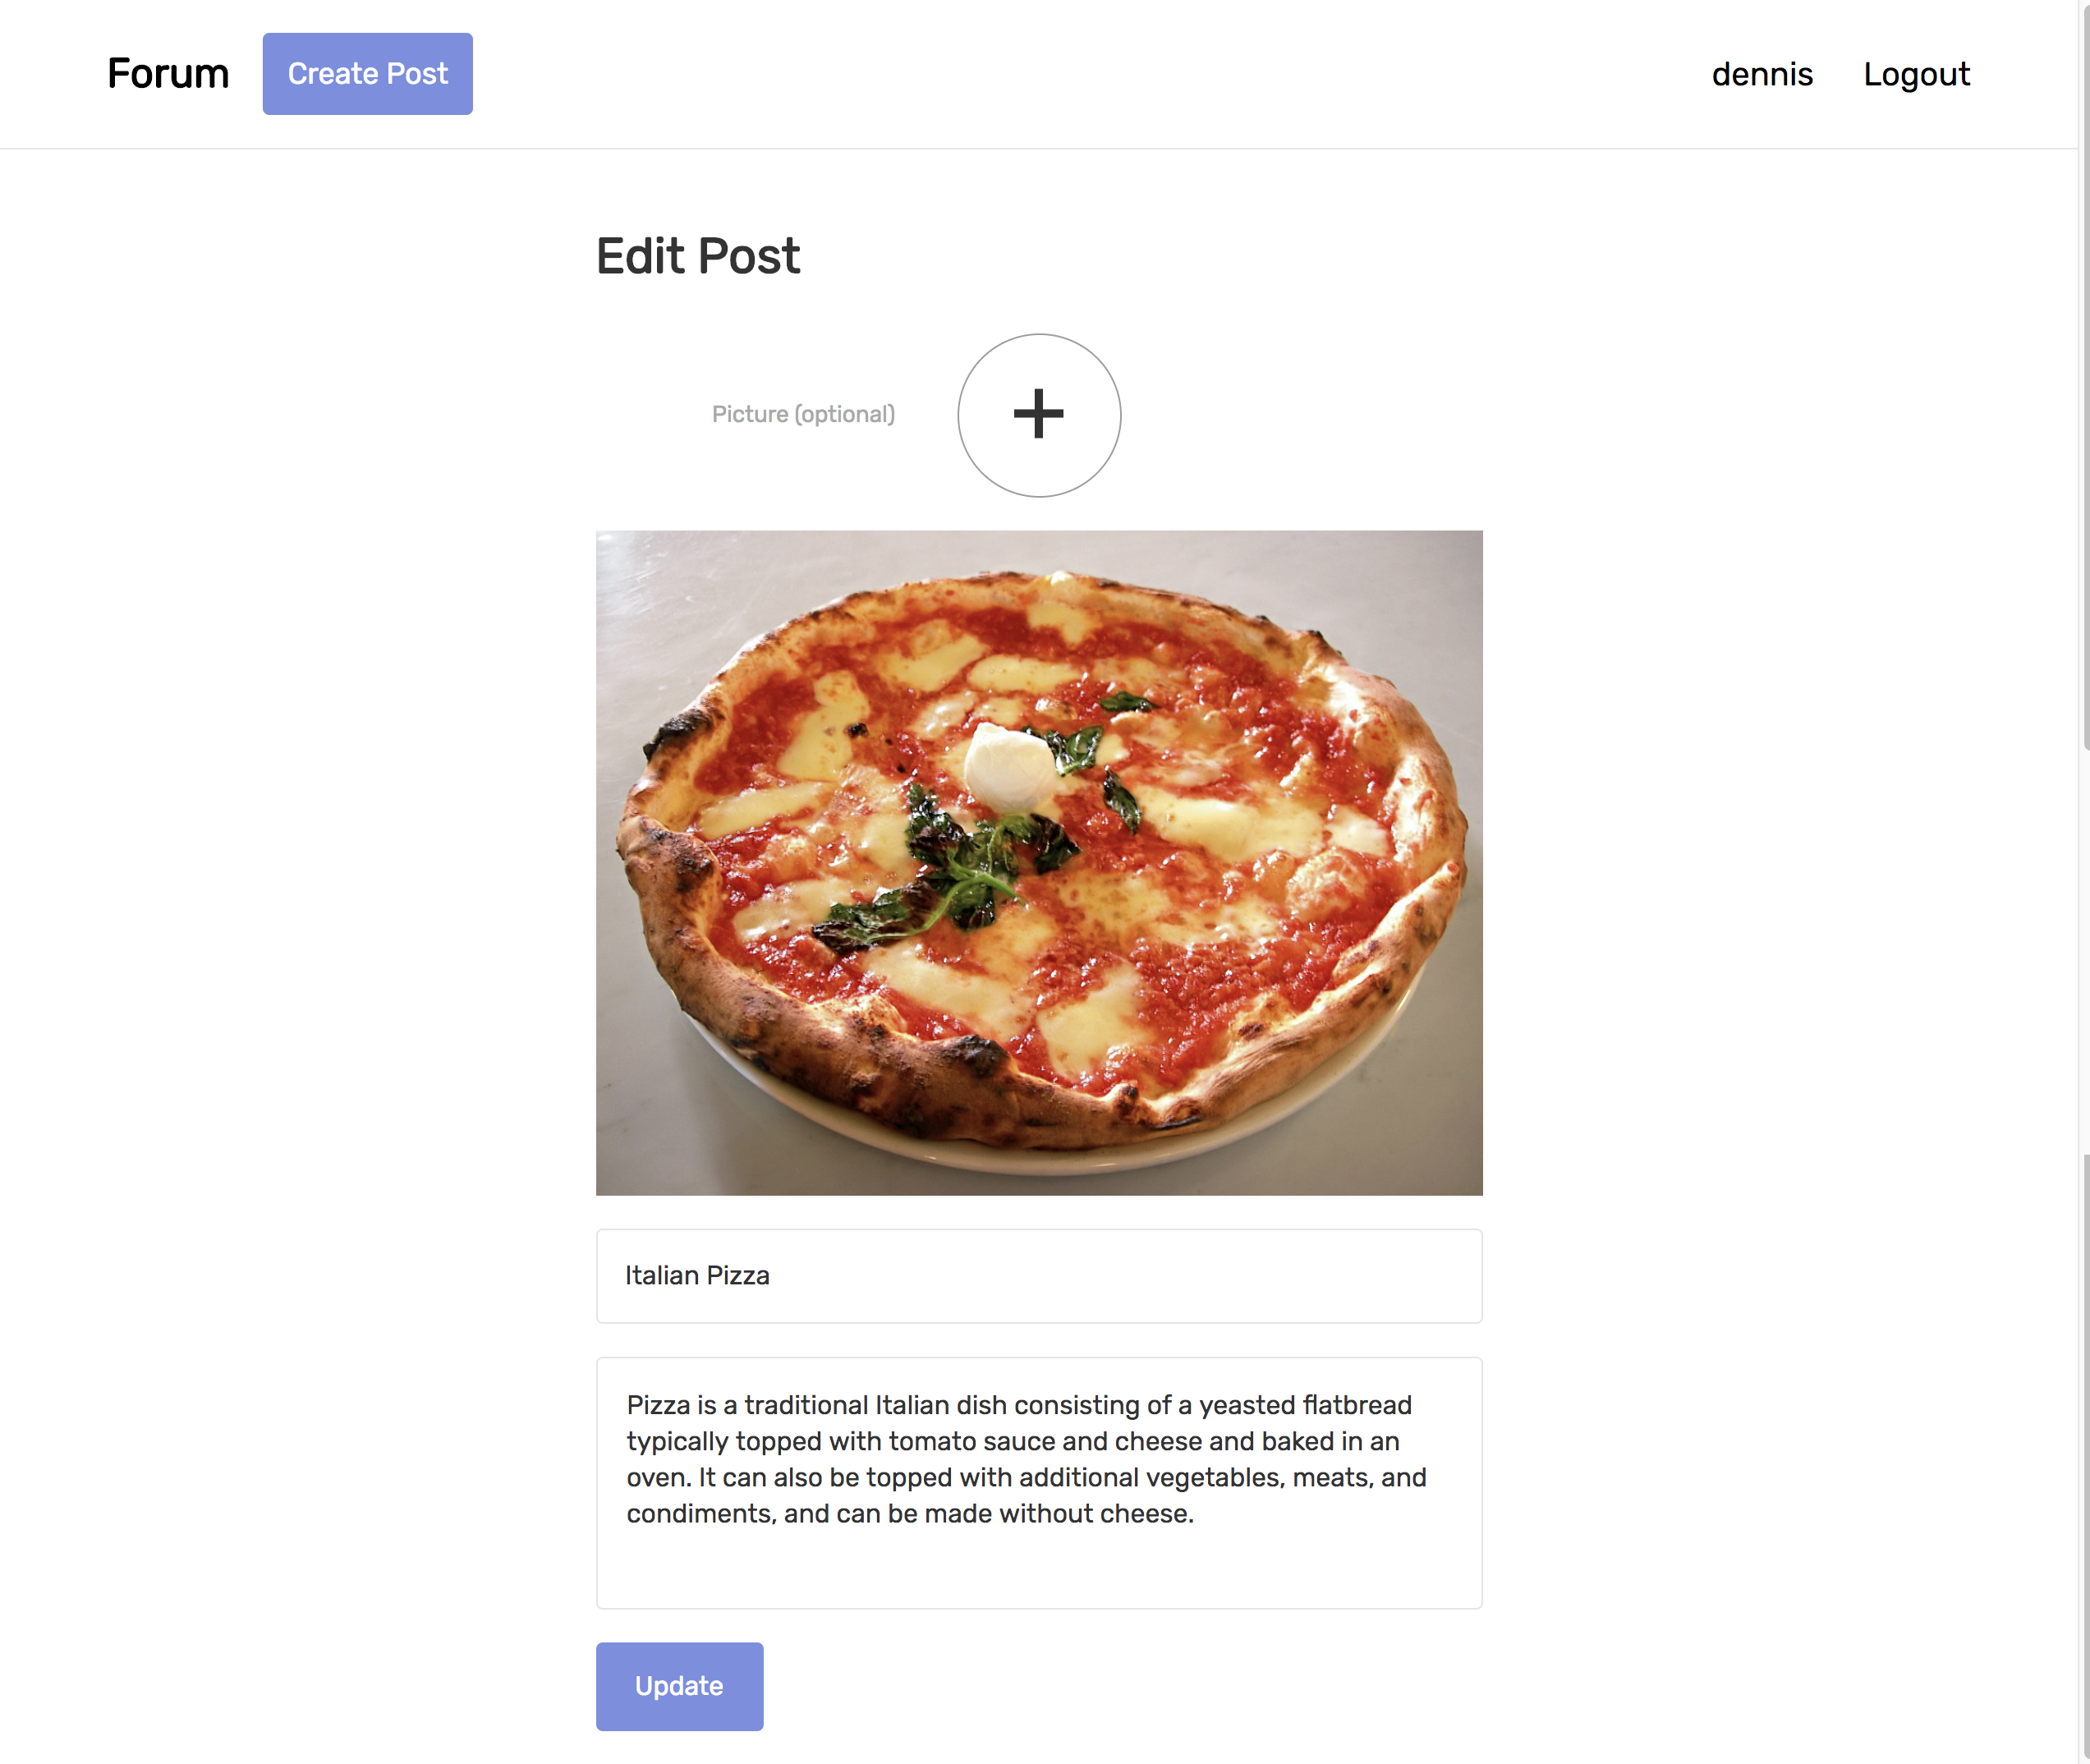 Forum
Create Post
dennis
Logout
Edit Post
Picture (optional)
+
Italian Pizza
Pizza is a traditional Italian dish consisting of a yeasted flatbread
typically topped with tomato sauce and cheese and baked in an
oven. It can also be topped with additional vegetables, meats, and
condiments, and can be made without cheese.
Update